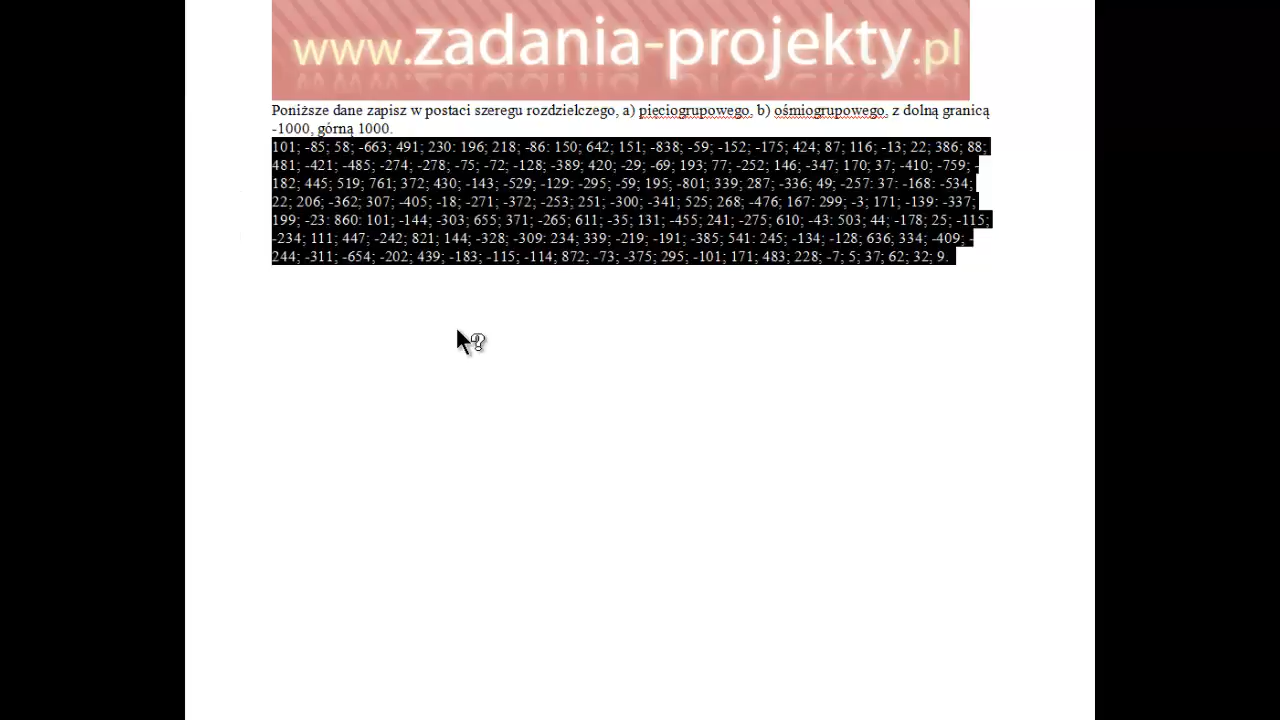 www.zadania-projekty.pl
Poniższe dane zapisz w postaci szeregu rozdzielczego, a) pięciogrupowego, b) ośmiogrupowego, z dolną granicą
-1000, górną 1000.
101; -85; 58; -663; 491; 230: 196; 218; -86: 150; 642; 151; -838; -59; -152; -175; 424; 87; 116; -13; 22; 386; 88;
481; -421; -485; -274; -278; -75; -72; -128; -389; 420; -29; -69; 193; 77; -252; 146; -347; 170; 37; -410; -759; -
182; 445; 519; 761; 372; 430; -143; -529; -129: -295; -59; 195; -801; 339; 287; -336; 49; -257: 37: -168: -534;
22; 206; -362; 307; -405; -18; -271; -372; -253; 251; -300; -341; 525; 268; -476; 167: 299; -3; 171; -139: -337;
199; -23: 860: 101; -144; -303; 655; 371; -265; 611; -35; 131; -455; 241; -275; 610; -43: 503; 44; -178; 25; -115;
-234; 111; 447; -242; 821; 144; -328; -309: 234; 339; -219; -191; -385; 541: 245; -134; -128; 636; 334; -409; -
244; -311; -654; -202; 439; -183; -115; -114; 872; -73; -375; 295; -101; 171; 483; 228; -7; 5; 37; 62; 32; 9.